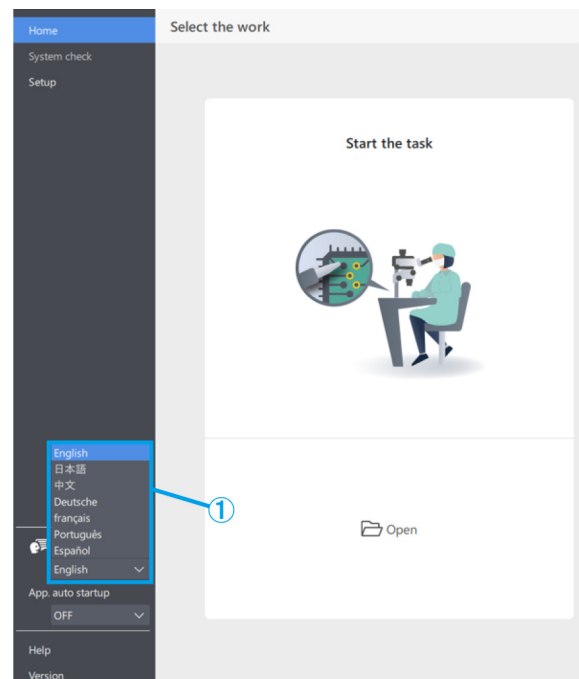 Home
System check
Setup
Select the work
Start the task
English
日本語
中文
Deutsche
français
Português
Español
English
①
Open
App. auto startup
OFF
Help
Version